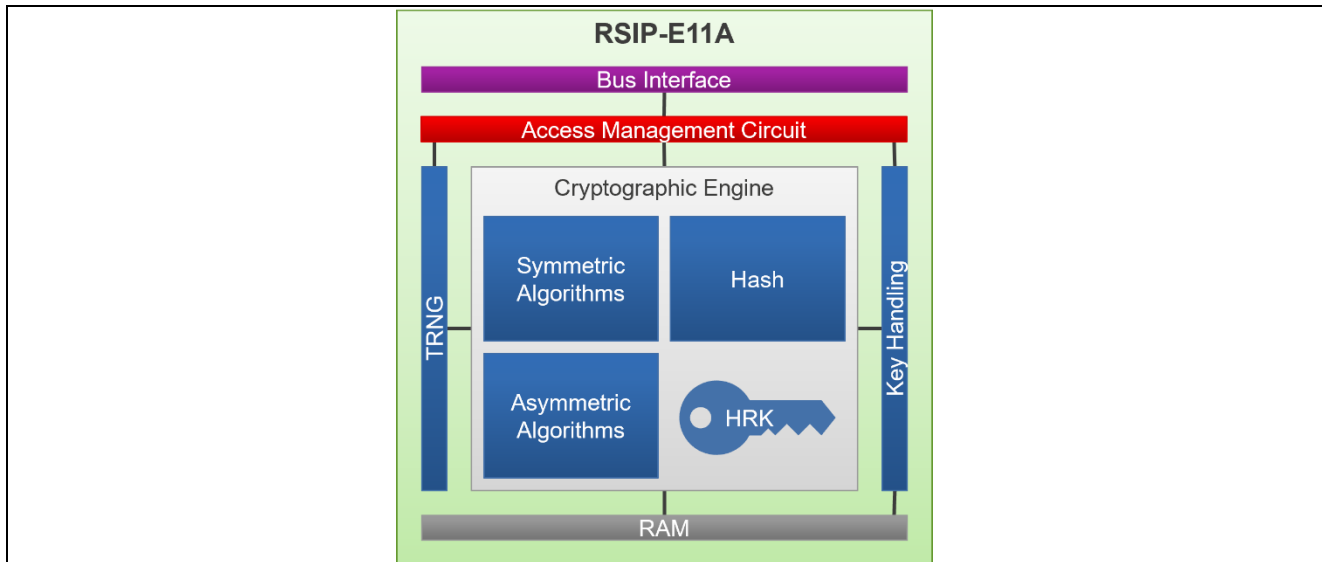 RSIP-E11A
Bus Interface
Access Management Circuit
Cryptographic Engine
Symmetric
Algorithms
Hash
TRNG
Key Handling
Asymmetric
Algorithms
HRK
RAM